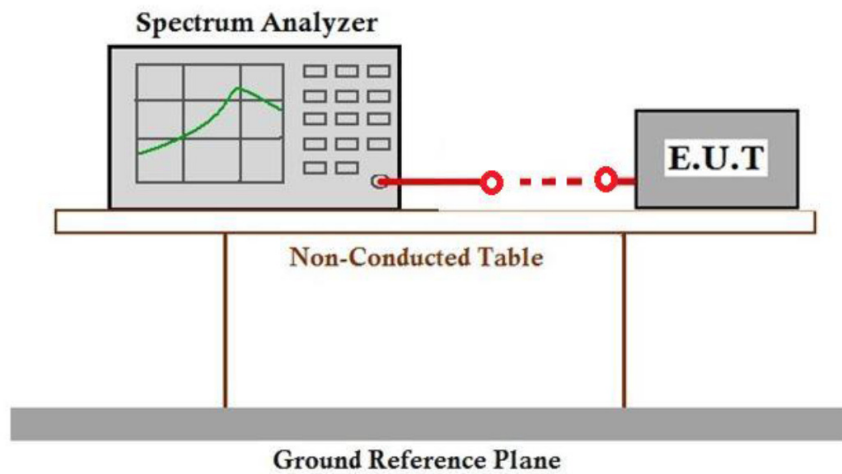 Spectrum Analyzer
E.U.T
Non-Conducted Table
Ground Reference Plane